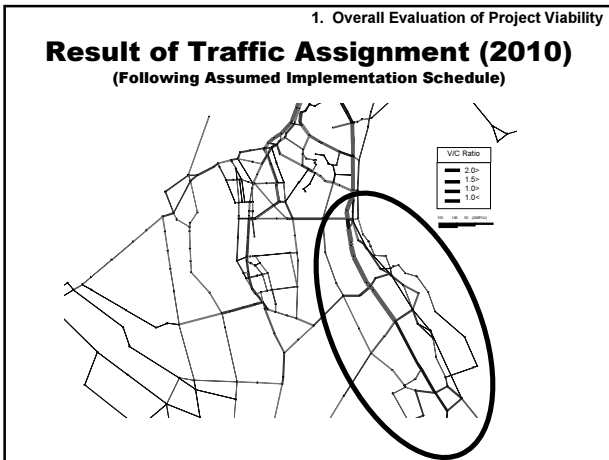 1. Overall Evaluation of Project Viability
Result of Traffic Assignment (2010)
(Following Assumed Implementation Schedule)
V/C Ratio
2.0>
1.5>
1.0>
1.0<